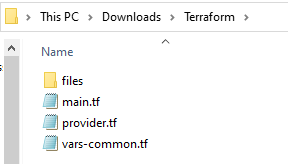 This PC > Downloads > Terraform >
Name
files
main.tf
provider.tf
vars-common.tf